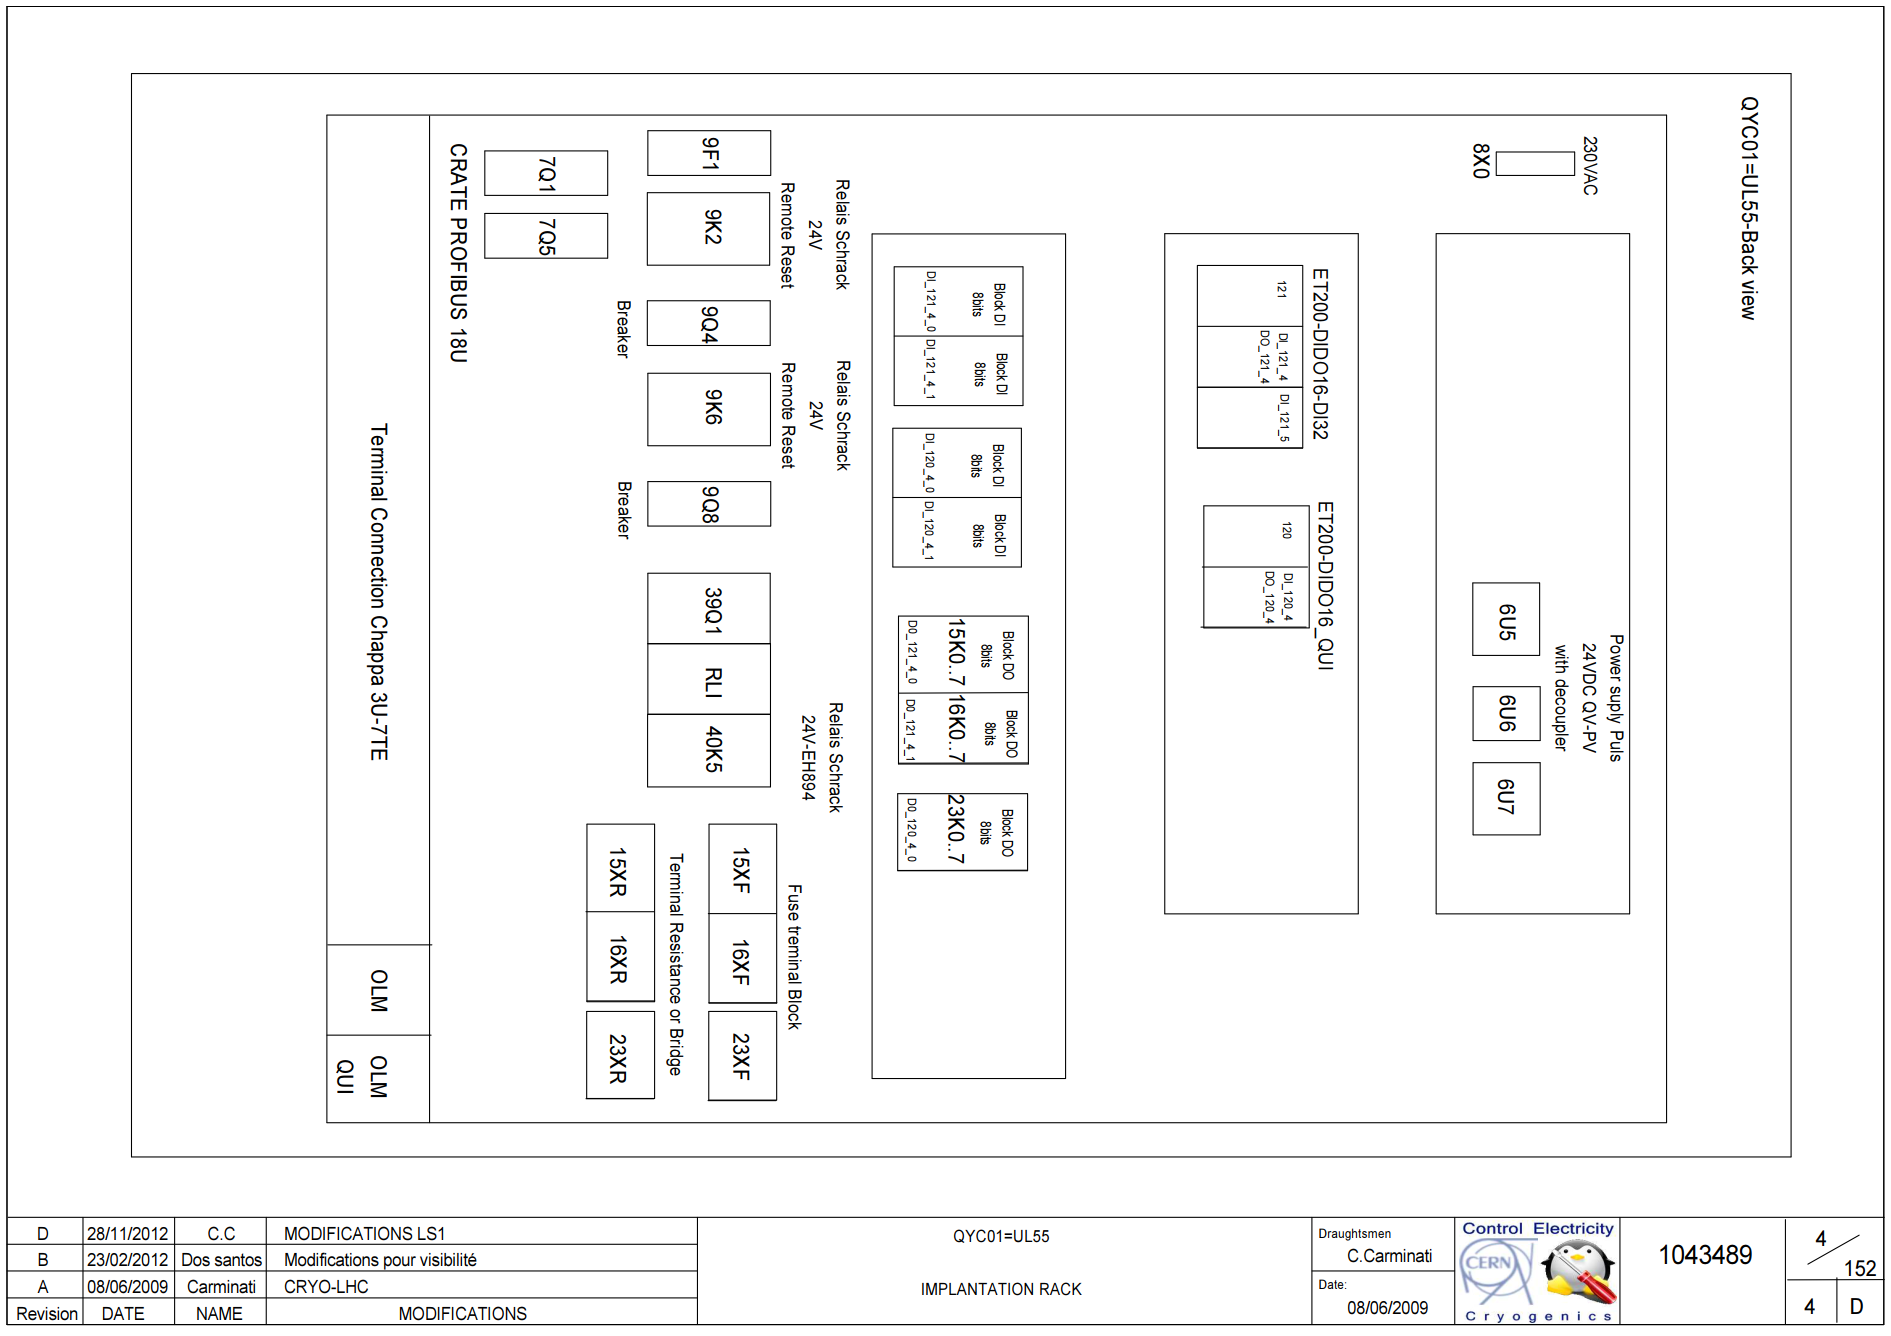 QYC01=UL55-Back view
230VAC
8X0
Power suply Puls
24VDC QV-PV
with decoupler
6U5
6U6
6U7
ET200-DIDO16-DI32
121
DI_121_4
DO_121_4
DI_121_5
ET200-DIDO16_QUI
120
DI_120_4
DO_120_4
Block DI
8bits
DI_121_4_0
Block DI
8bits
DI_121_4_1
Block DI
8bits
DI_120_4_0
Block DI
8bits
DI_120_4_1
Block DO
8bits
15K0..7
D0_121_4_0
Block DO
8bits
16K0..7
D0_121_4_1
Block DO
8bits
23K0..7
D0_120_4_0
Relais Schrack
24V
Remote Reset
Relais Schrack
24V
Remote Reset
Relais Schrack
24V-EH894
9F1
9K2
9Q4
Breaker
9K6
9Q8
Breaker
39Q1
RLI
40K5
Fuse treminal Block
15XF
16XF
23XF
Terminal Resistance or Bridge
15XR
16XR
23XR
7Q1
7Q5
CRATE PROFIBUS 18U
Terminal Connection Chappa 3U-7TE
OLM
OLM
QUI
D 28/11/2012 C.C MODIFICATIONS LS1
B 23/02/2012 Dos santos Modifications pour visibilité
A 08/06/2009 Carminati CRYO-LHC
Revision DATE NAME MODIFICATIONS
QYC01=UL55
IMPLANTATION RACK
Draughtsmen
C.Carminati
Date:
08/06/2009
Control Electricity
CERN
Cryogenics
1043489
4
152
4 D